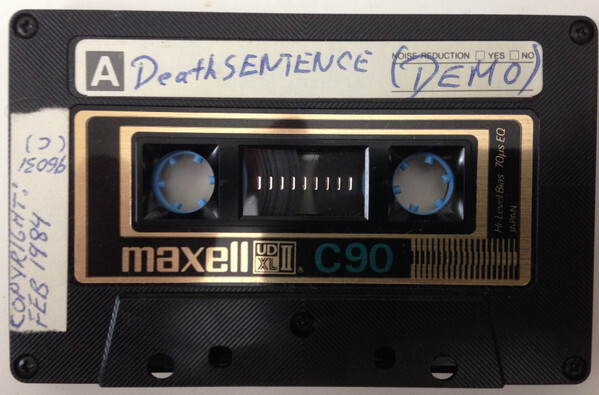 A DeathSENTENCE (DEMO)
NOISE REDUCTION YES NO
COPYRIGHT:
FEB 1984
(C)
15096
maxell UD XL II C90
Hi-Level Bias 70μs EQ
JAPAN